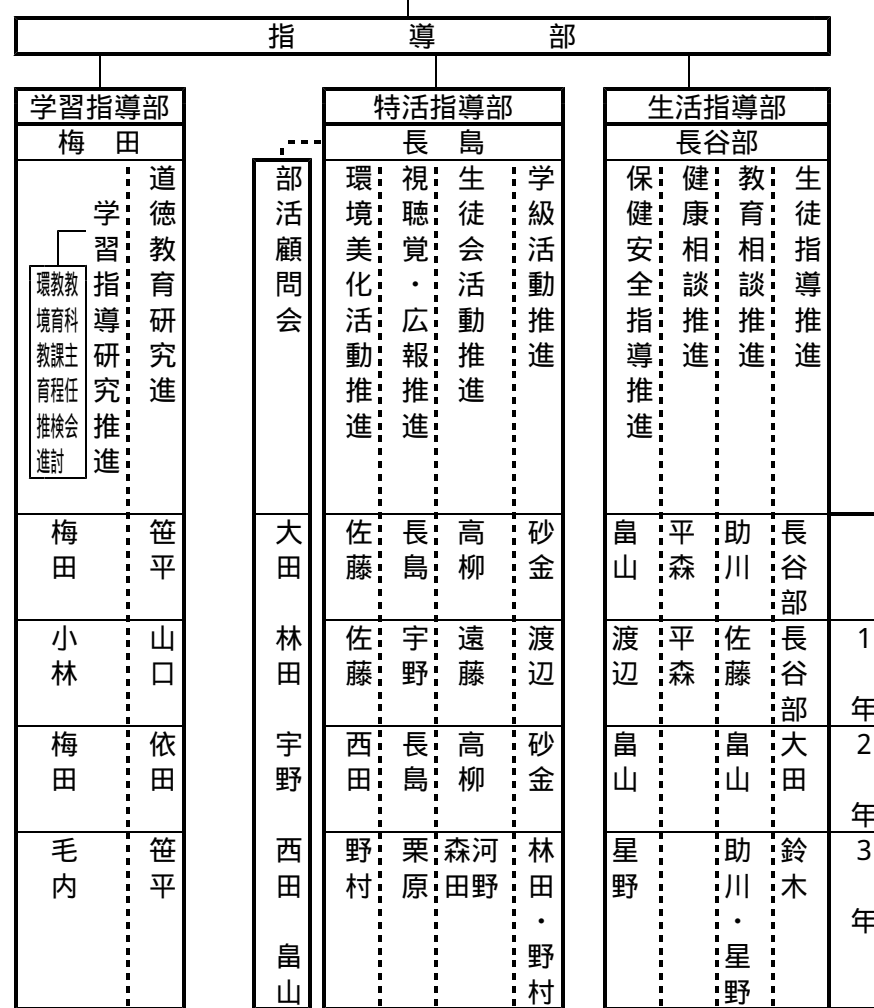 指導部
学習指導部
梅田
道徳教育研究進
学習指導研究推進
教科主任会
教育課程検討
環境教育推進
笹平
梅田
山口
小林
依田
梅田
笹平
毛内
部活顧問会
大田
林田
宇野
西田
畠山
特活指導部
長島
学級活動推進
生徒会活動推進
視聴覚・広報推進
環境美化活動推進
砂金
高柳
長島
佐藤
渡辺
遠藤
宇野
佐藤
砂金
高柳
長島
西田
林田・野村
河野
森田
栗原
野村
生活指導部
長谷部
生徒指導推進
教育相談推進
健康相談推進
保健安全指導推進
長谷部
助川
平森
畠山
1年
長谷部
佐藤
平森
渡辺
2年
大田
畠山
畠山
3年
鈴木
助川・星野
星野